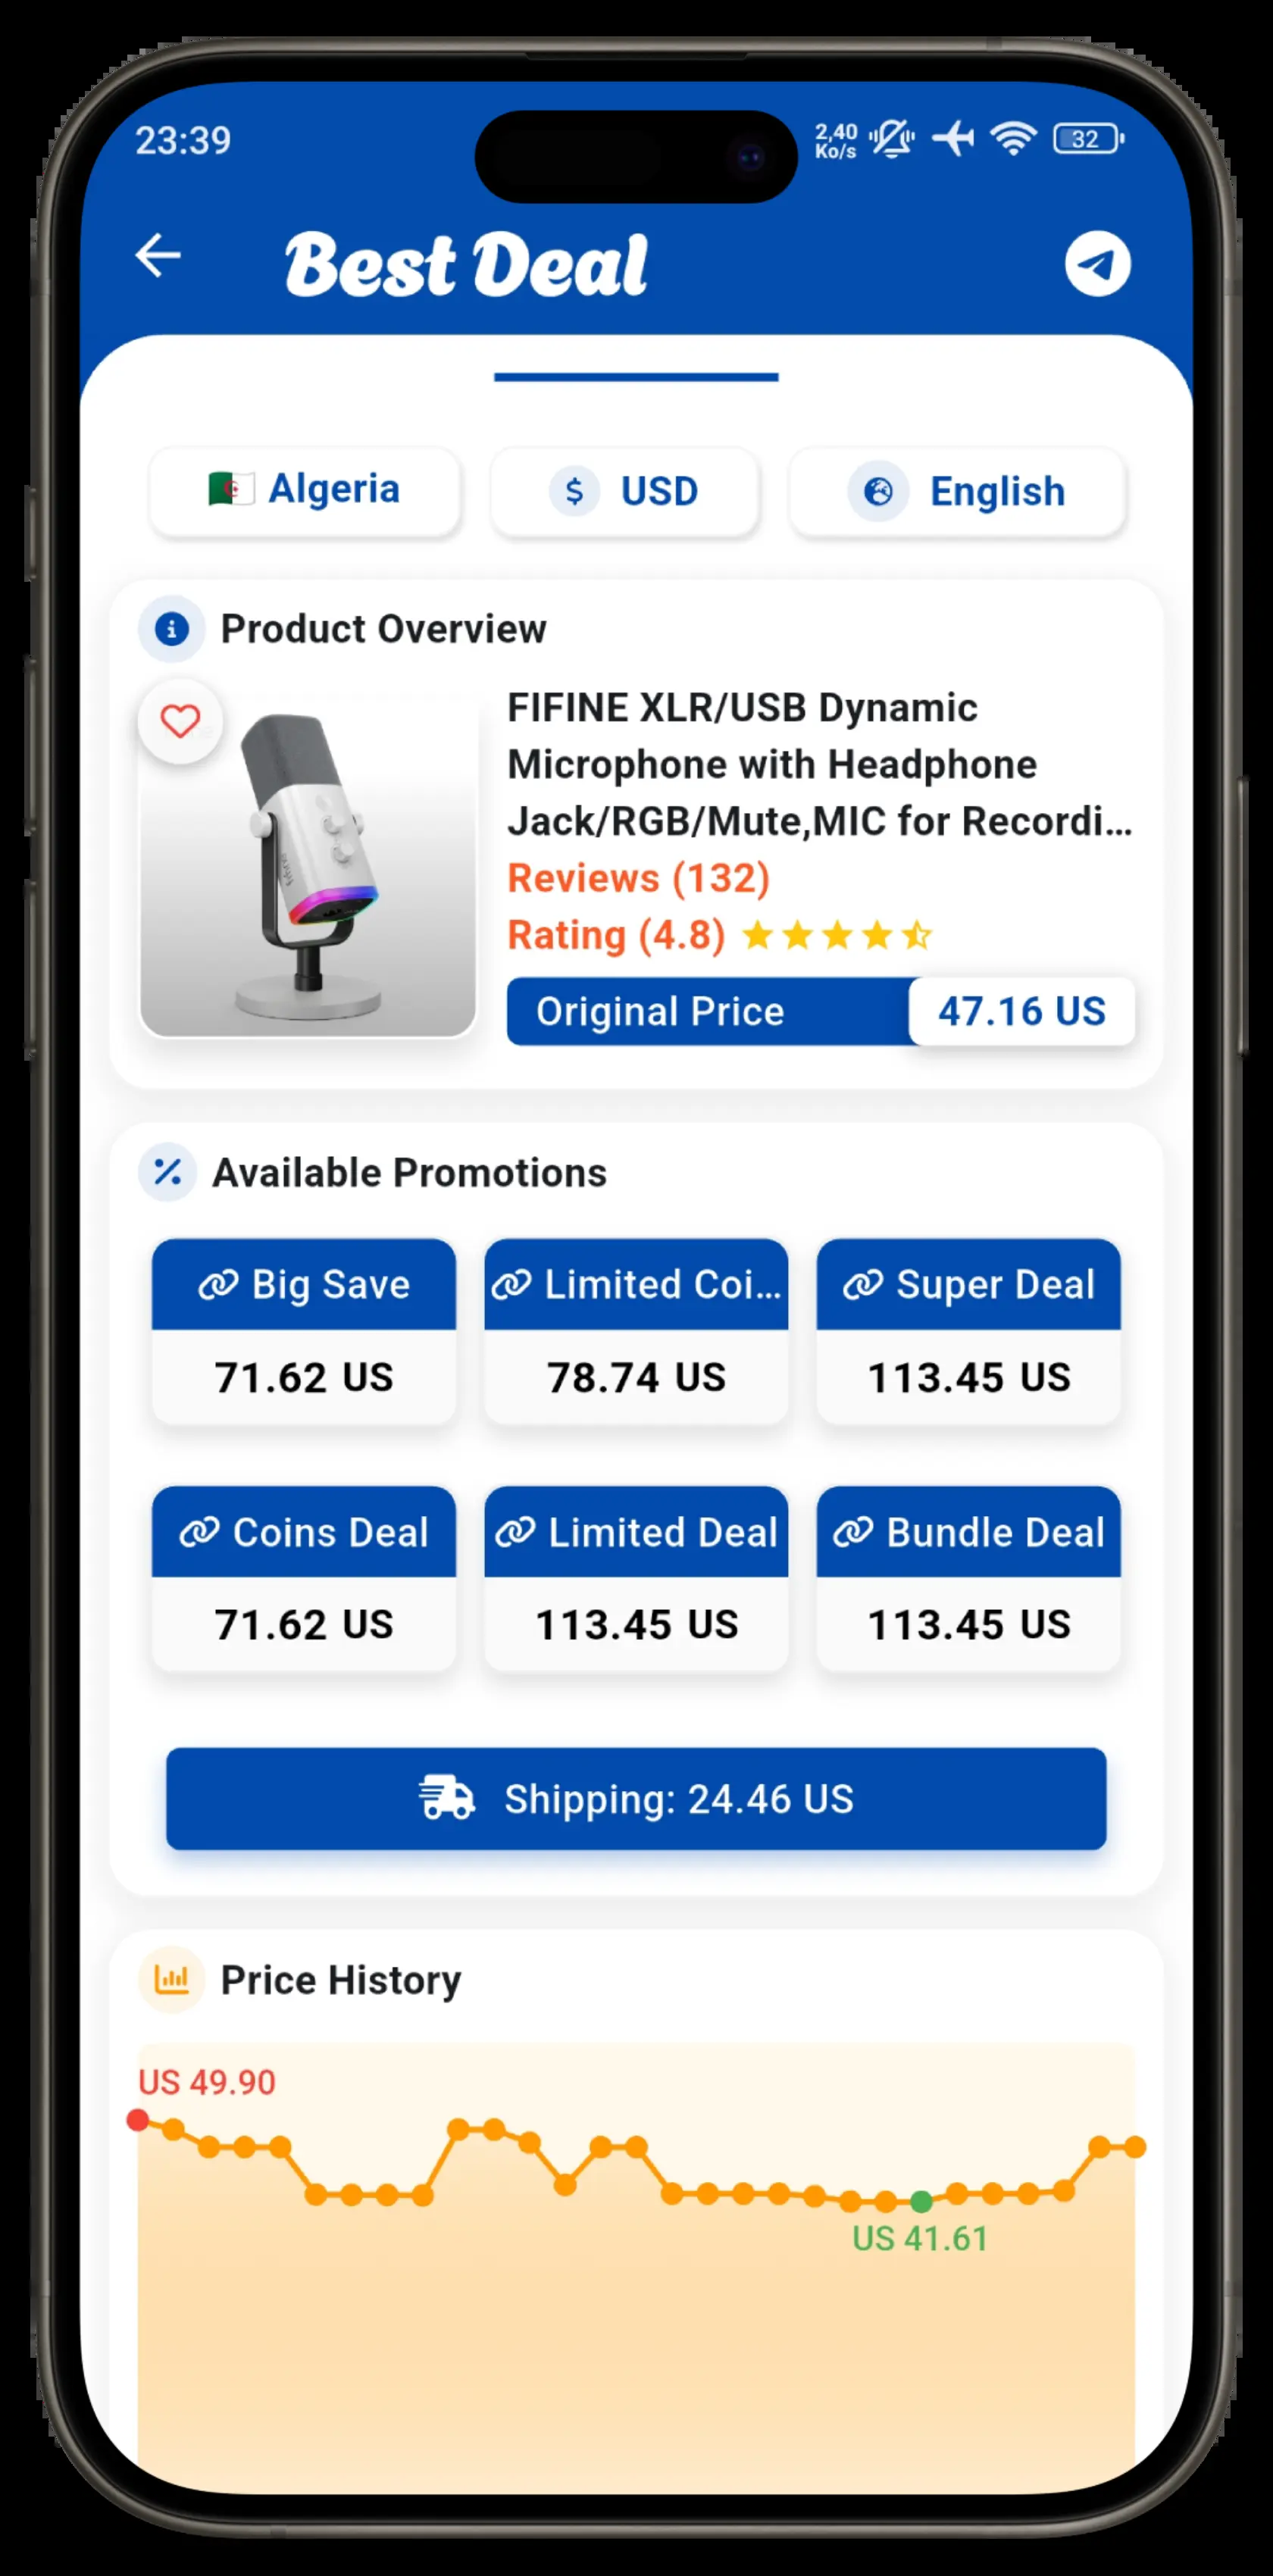 23:39
2,40
Ko/s
32
Best Deal
Algeria
USD
English
Product Overview
FIFINE XLR/USB Dynamic
Microphone with Headphone
Jack/RGB/Mute,MIC for Recordi...
Reviews (132)
Rating (4.8)
Original Price
47.16 US
Available Promotions
Big Save
Limited Coi...
Super Deal
71.62 US
78.74 US
113.45 US
Coins Deal
Limited Deal
Bundle Deal
71.62 US
113.45 US
113.45 US
Shipping: 24.46 US
Price History
US 49.90
US 41.61